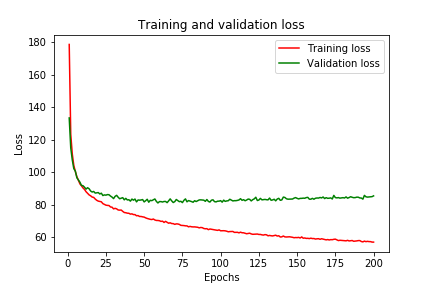 Training and validation loss
180
160
140
120
100
80
60
Loss
Training loss
Validation loss
0 25 50 75 100 125 150 175 200
Epochs